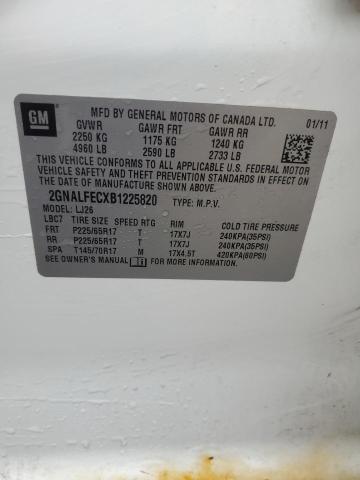 GM
MFD BY GENERAL MOTORS OF CANADA LTD.
01/11
GVWR GAWR FRT GAWR RR
2250 KG 1175 KG 1240 KG
4960 LB 2590 LB 2733 LB
THIS VEHICLE CONFORMS TO ALL APPLICABLE U.S. FEDERAL MOTOR
VEHICLE SAFETY AND THEFT PREVENTION STANDARDS IN EFFECT
ON THE DATE OF MANUFACTURE SHOWN ABOVE.
2GNALFECXB1225820 TYPE: M.P.V.
MODEL: LJ26
LBC7 TIRE SIZE SPEED RTG RIM COLD TIRE PRESSURE
FRT P225/65R17 T 17X7J 240KPA(35PSI)
RR P225/65R17 T 17X7J 240KPA(35PSI)
SPA T145/70R17 M 17X4.5T 420KPA(60PSI)
SEE OWNER'S MANUAL FOR MORE INFORMATION.